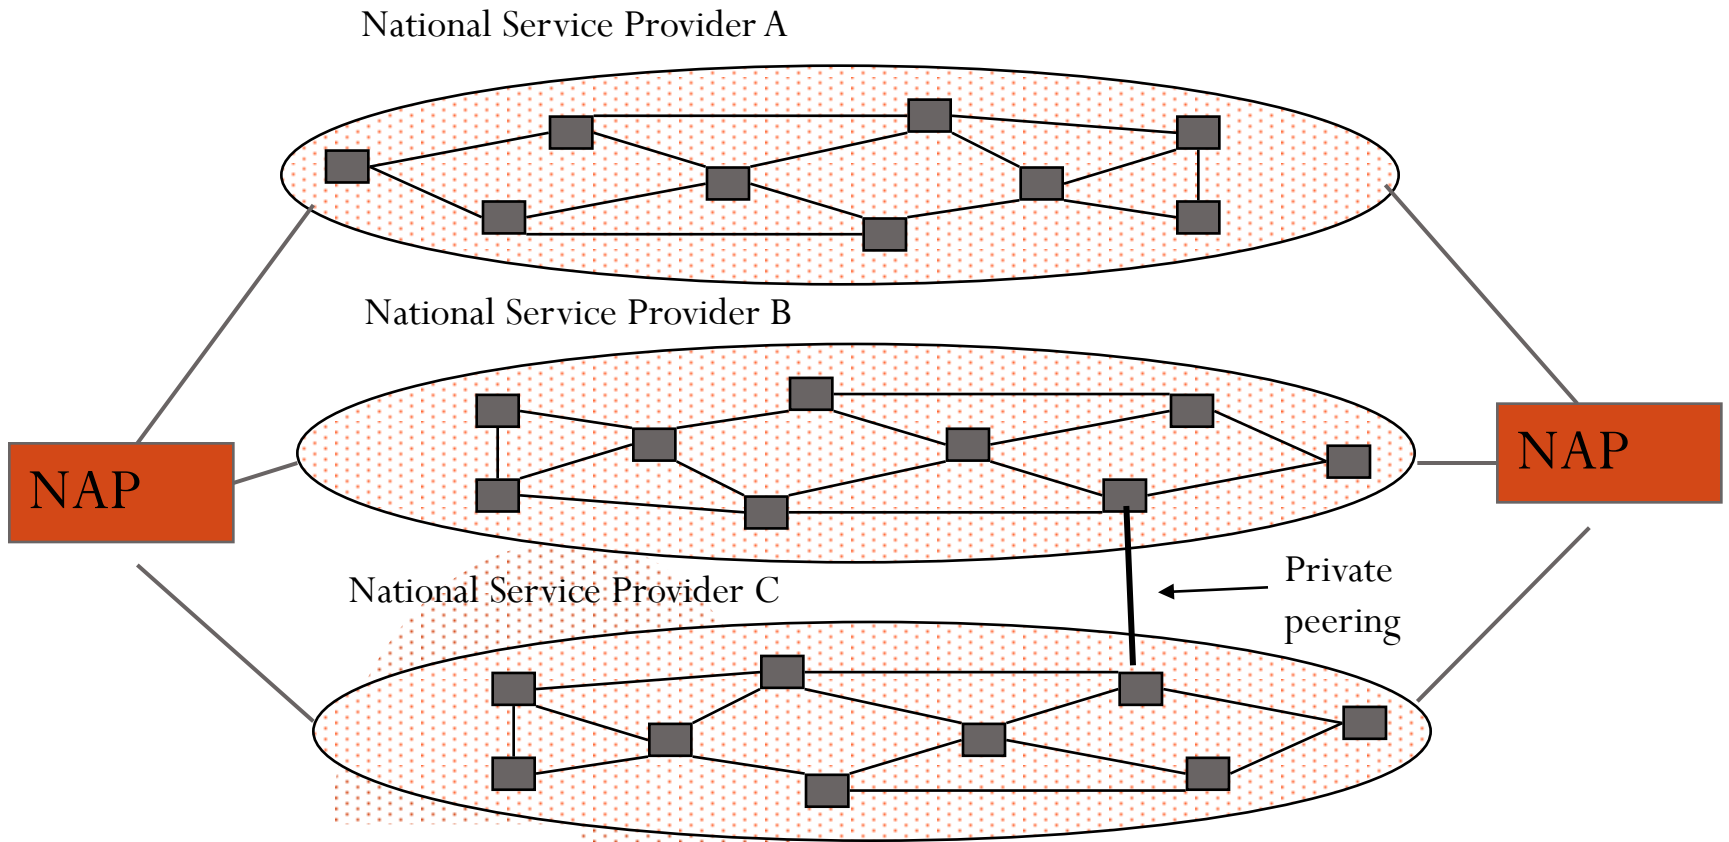 National Service Provider A
National Service Provider B
NAP
NAP
National Service Provider C
Private
peering